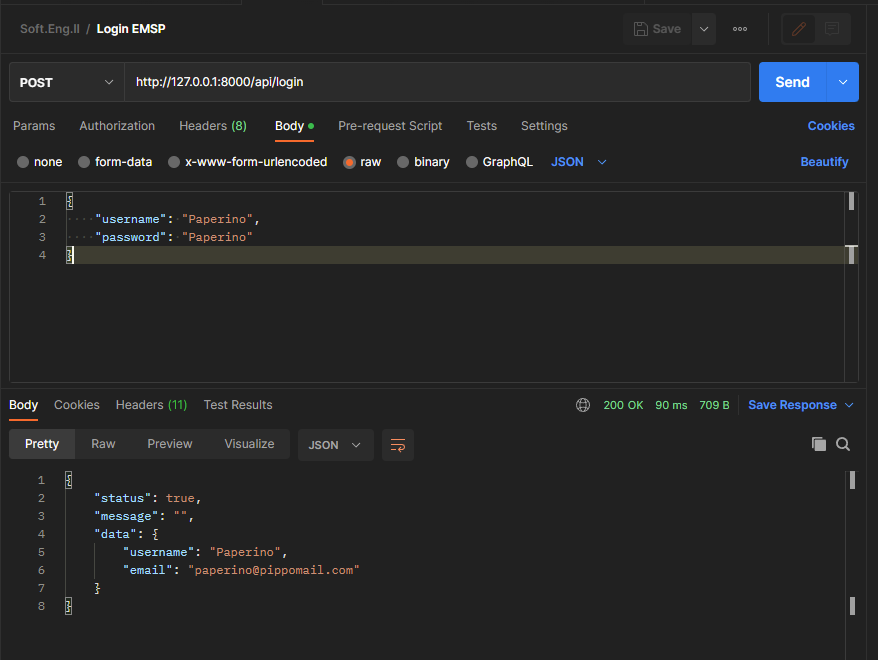 Soft.Eng.II / Login EMSP Save
POST http://127.0.0.1:8000/api/login Send
Params Authorization Headers (8) Body Pre-request Script Tests Settings Cookies
none form-data x-www-form-urlencoded raw binary GraphQL JSON Beautify
1 {
2 "username": "Paperino",
3 "password": "Paperino"
4 }
Body Cookies Headers (11) Test Results 200 OK 90 ms 709 B Save Response
Pretty Raw Preview Visualize JSON
1 {
2 "status": true,
3 "message": "",
4 "data": {
5 "username": "Paperino",
6 "email": "paperino@pippomail.com"
7 }
8 }